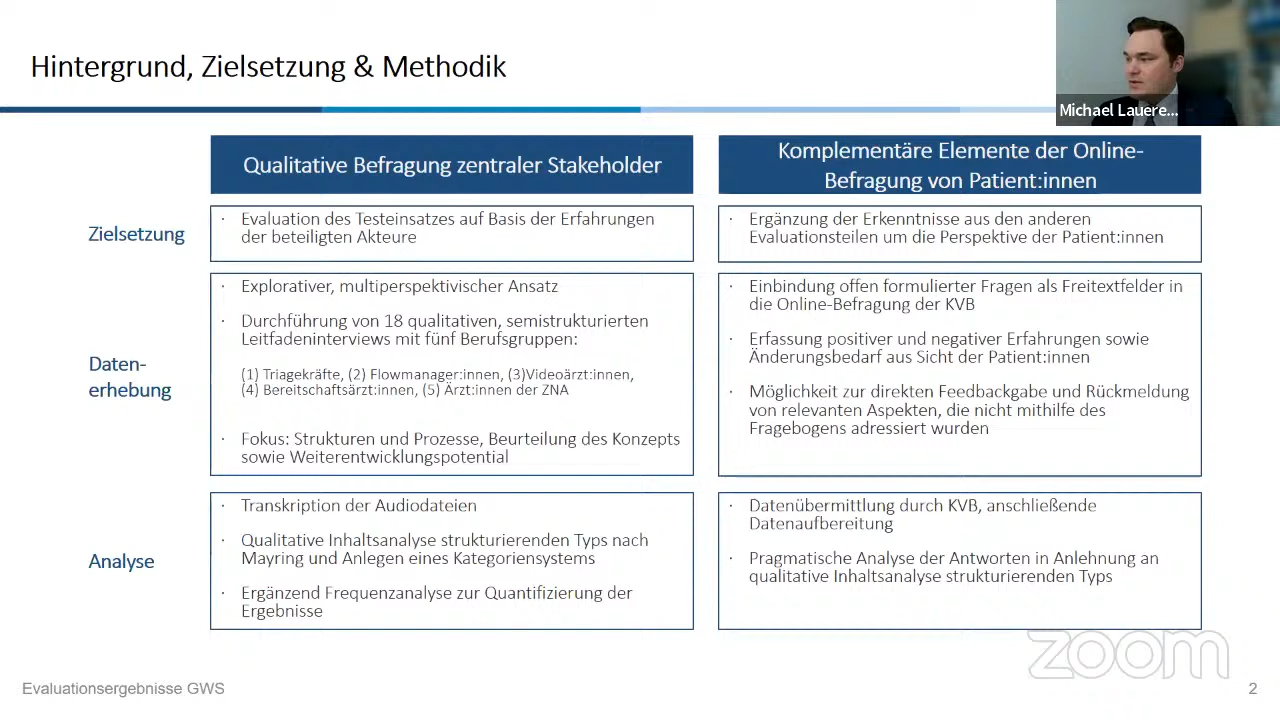 Hintergrund, Zielsetzung & Methodik
Michael Lauere...
Qualitative Befragung zentraler Stakeholder
Komplementäre Elemente der Online-
Befragung von Patient:innen
Zielsetzung
· Evaluation des Testeinsatzes auf Basis der Erfahrungen
der beteiligten Akteure
· Ergänzung der Erkenntnisse aus den anderen
Evaluationsteilen um die Perspektive der Patient:innen
Daten-
erhebung
· Explorativer, multiperspektivischer Ansatz
· Durchführung von 18 qualitativen, semistrukturierten
Leitfadeninterviews mit fünf Berufsgruppen:
(1) Triagekräfte, (2) Flowmanager:innen, (3)Videoärzt:innen,
(4) Bereitschaftsärzt:innen, (5) Ärzt:innen der ZNA
· Fokus: Strukturen und Prozesse, Beurteilung des Konzepts
sowie Weiterentwicklungspotential
· Einbindung offen formulierter Fragen als Freitextfelder in
die Online-Befragung der KVB
· Erfassung positiver und negativer Erfahrungen sowie
Änderungsbedarf aus Sicht der Patient:innen
· Möglichkeit zur direkten Feedbackgabe und Rückmeldung
von relevanten Aspekten, die nicht mithilfe des
Fragebogens adressiert wurden
Analyse
· Transkription der Audiodateien
· Qualitative Inhaltsanalyse strukturierenden Typs nach
Mayring und Anlegen eines Kategoriensystems
· Ergänzend Frequenzanalyse zur Quantifizierung der
Ergebnisse
· Datenübermittlung durch KVB, anschließende
Datenaufbereitung
· Pragmatische Analyse der Antworten in Anlehnung an
qualitative Inhaltsanalyse strukturierenden Typs
zoom
Evaluationsergebnisse GWS
2